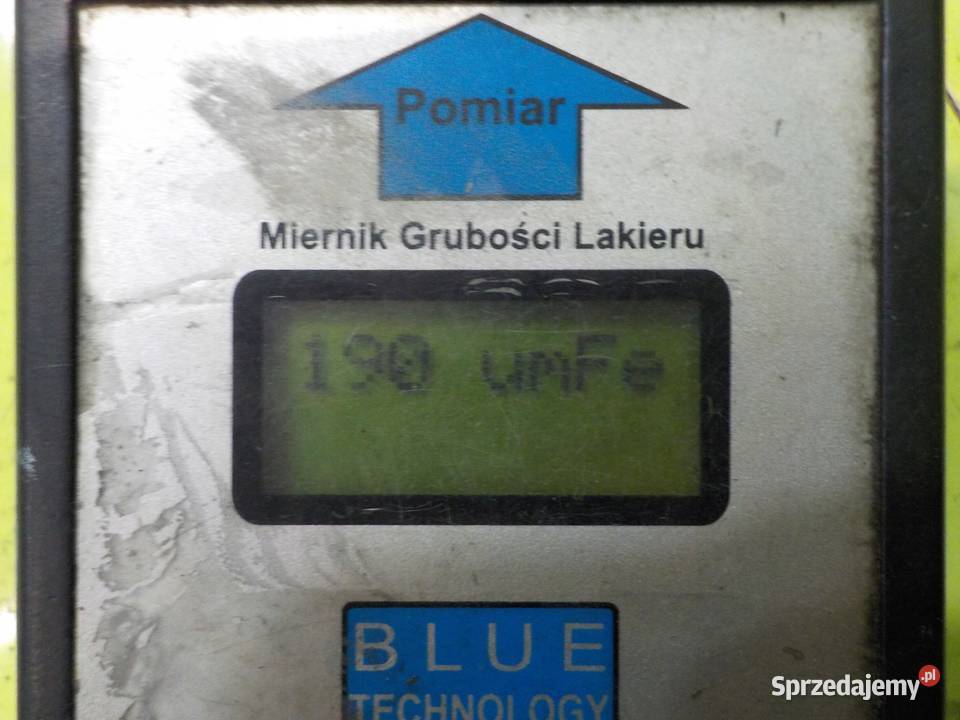 Pomiar
Miernik Grubości Lakieru
190 umFe
BLUE
TECHNOLOGY
Sprzedajemy.pl